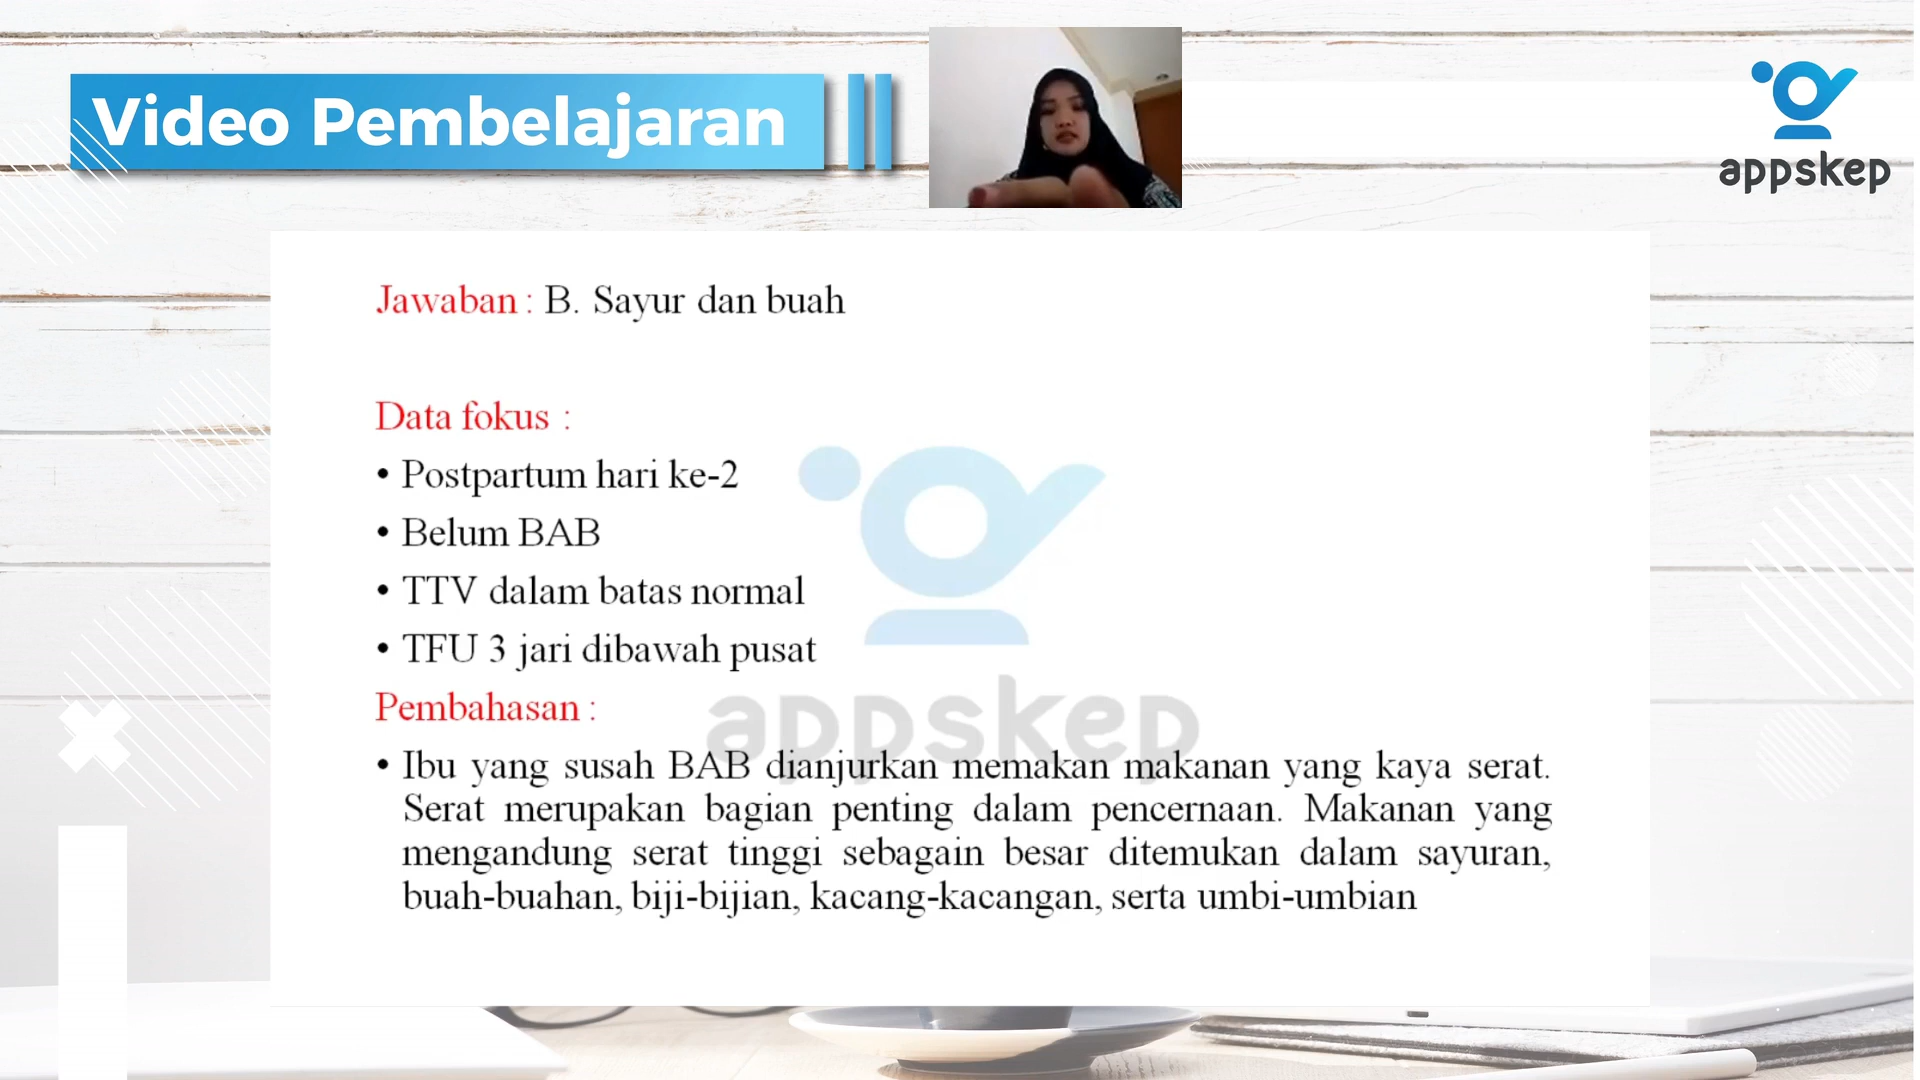 Video Pembelajaran
appskep
Jawaban : B. Sayur dan buah
Data fokus :
• Postpartum hari ke-2
• Belum BAB
• TTV dalam batas normal
• TFU 3 jari dibawah pusat
appskep
Pembahasan :
• Ibu yang susah BAB dianjurkan memakan makanan yang kaya serat.
Serat merupakan bagian penting dalam pencernaan. Makanan yang
mengandung serat tinggi sebagain besar ditemukan dalam sayuran,
buah-buahan, biji-bijian, kacang-kacangan, serta umbi-umbian